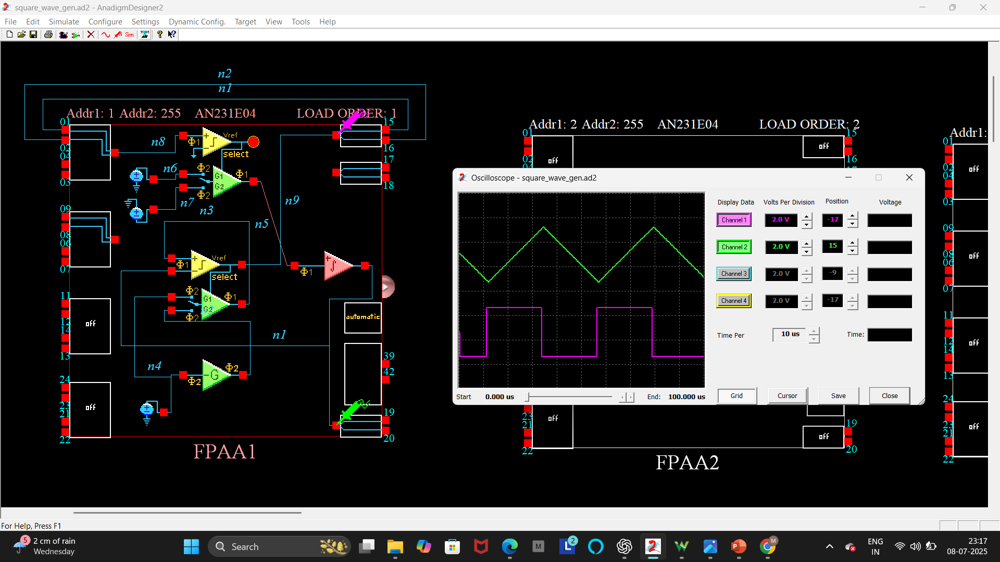 square_wave_gen.ad2 - AnadigmDesigner2
File Edit Simulate Configure Settings Dynamic Config. Target View Tools Help
Sim
n2
n1
Addr1: 1 Addr2: 255 AN231E04 LOAD ORDER: 1
01
02
04
03
09
08
06
07
11
12
14
13
24
23
21
22
off
off
n8
Φ1
Vref
select
n6
Φ2
G1
G2
Φ1
n7
Φ2
n3
n5
n9
Φ1
Vref
select
Φ2
G1
G2
Φ1
Φ2
Φ1
n1
n4
Φ2
-G
Φ2
15
16
17
18
automatic
39
42
19
20
FPAA1
Addr1: 2 Addr2: 255 AN231E04 LOAD ORDER: 2
01
02
off
15
16
off
23
21
22
off
19
20
off
FPAA2
Addr1:
01
02
04
03
09
08
06
07
11
12
14
13
24
23
21
22
off
off
off
off
Oscilloscope - square_wave_gen.ad2
Display Data Volts Per Division Position Voltage
Channel 1 2.0 V -17
Channel 2 2.0 V 15
Channel 3 2.0 V -9
Channel 4 2.0 V -17
Time Per 10 us Time:
Start 0.000 us End: 100.000 us
Grid Cursor Save Close
For Help, Press F1
5
2 cm of rain
Wednesday
Search
M
L
2
P
M
ENG
IN
23:17
08-07-2025